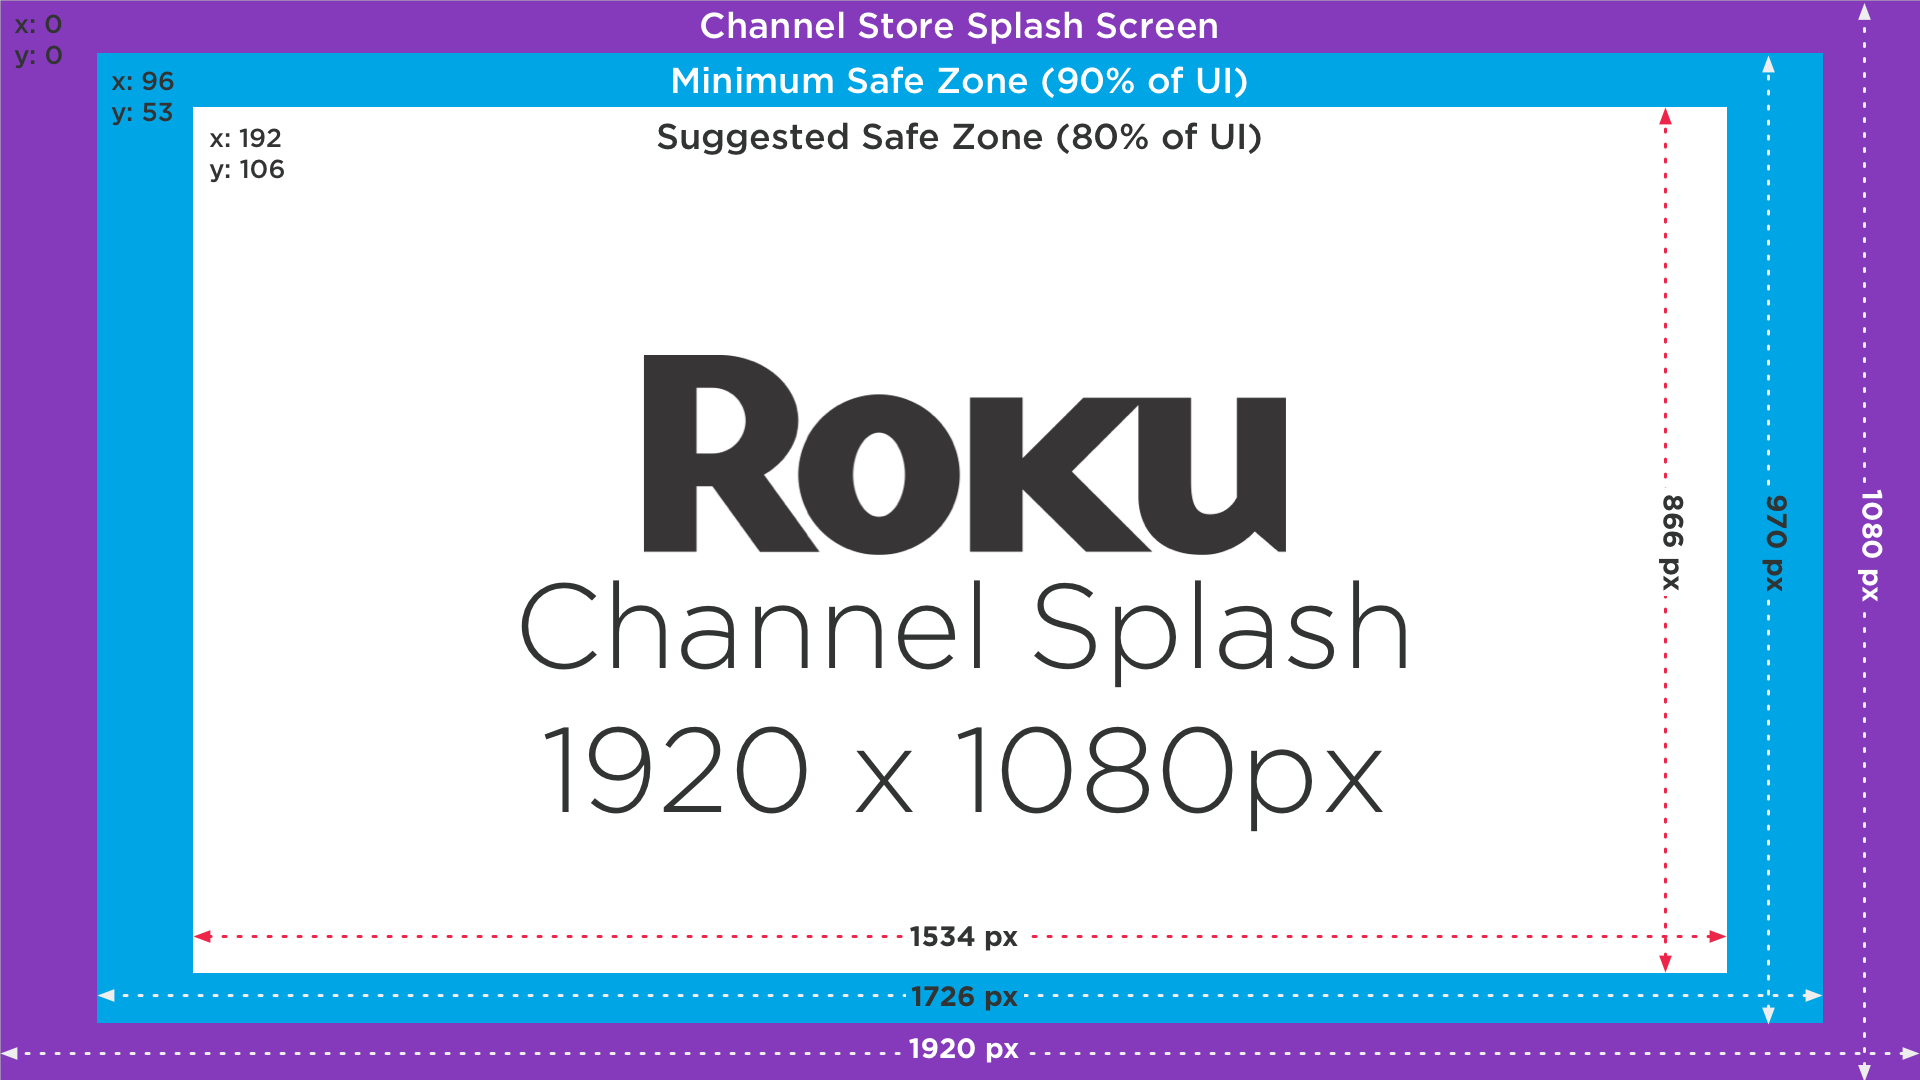 x: 0
y: 0
Channel Store Splash Screen
x: 96
y: 53
Minimum Safe Zone (90% of UI)
x: 192
y: 106
Suggested Safe Zone (80% of UI)
ROKU
Channel Splash
1920 x 1080px
866 px
970 px
1080 px
1534 px
1726 px
1920 px